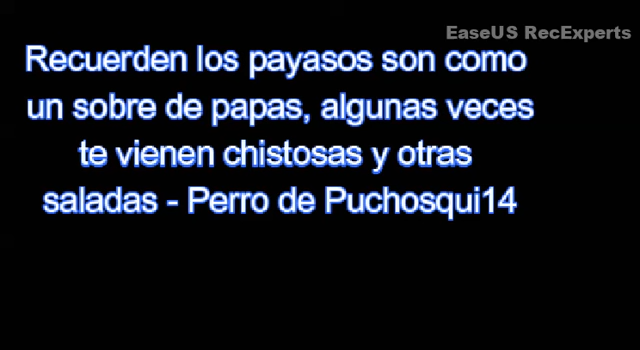 EaseUS RecExperts
Recuerden los payasos son como
un sobre de papas, algunas veces
te vienen chistosas y otras
saladas - Perro de Puchosqui14